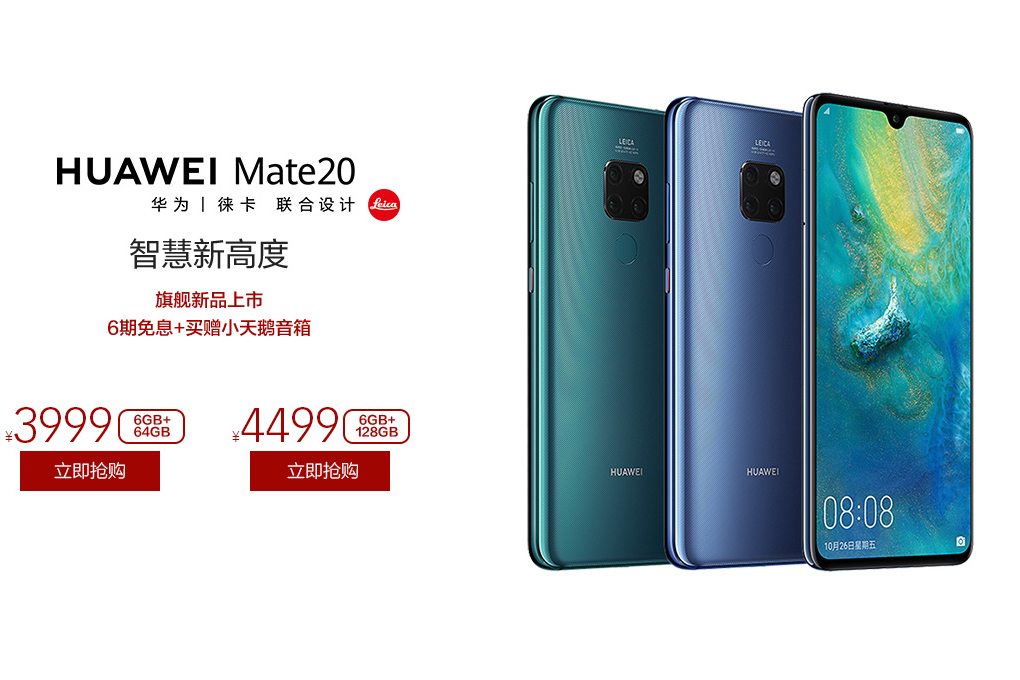 HUAWEI Mate20
华为 | 徕卡 联合设计
Leica
智慧新高度
旗舰新品上市
6期免息+买赠小天鹅音箱
¥3999 6GB+
64GB
立即抢购
¥4499 6GB+
128GB
立即抢购
LEICA
HUAWEI
LEICA
HUAWEI
08:08
10月26日星期五